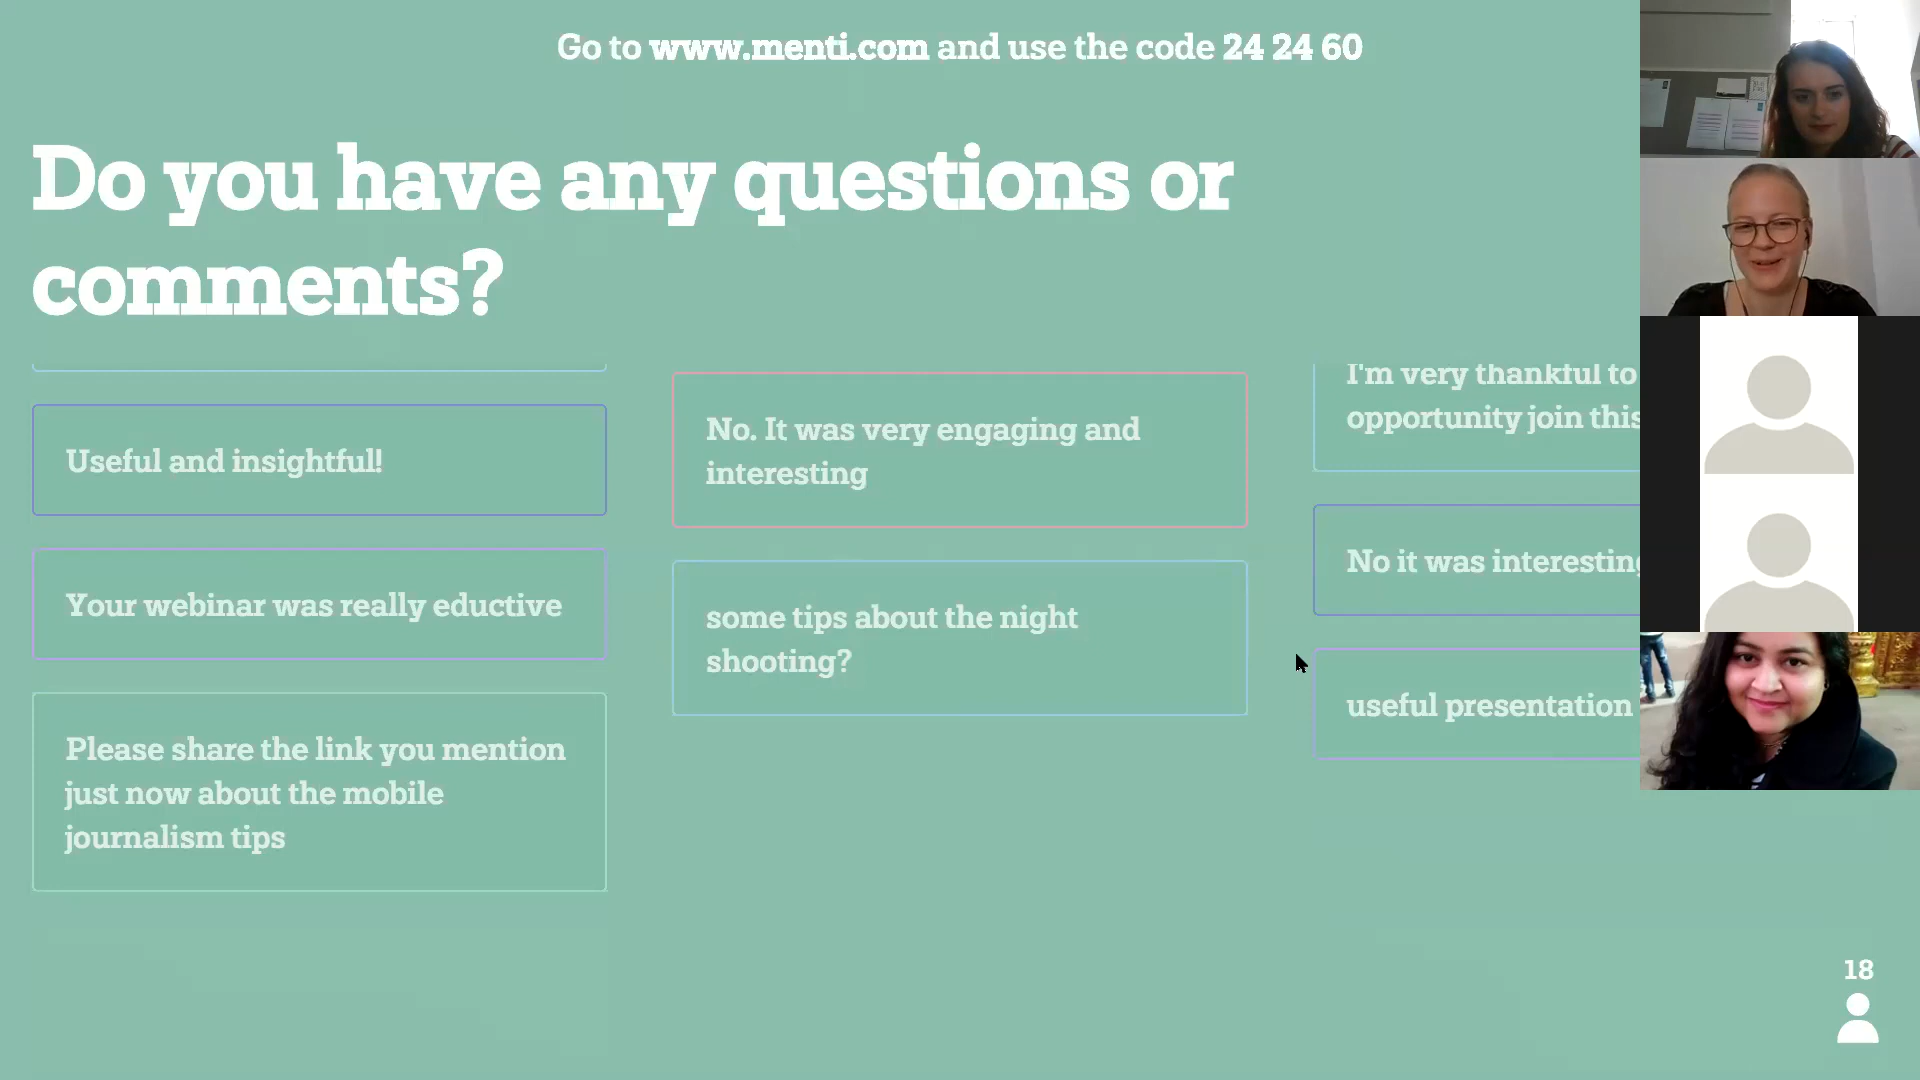 Go to www.menti.com and use the code 24 24 60
Do you have any questions or
comments?
Useful and insightful!
Your webinar was really eductive
Please share the link you mention
just now about the mobile
journalism tips
No. It was very engaging and
interesting
some tips about the night
shooting?
I'm very thankful to
opportunity join this
No it was interesting
useful presentation
18